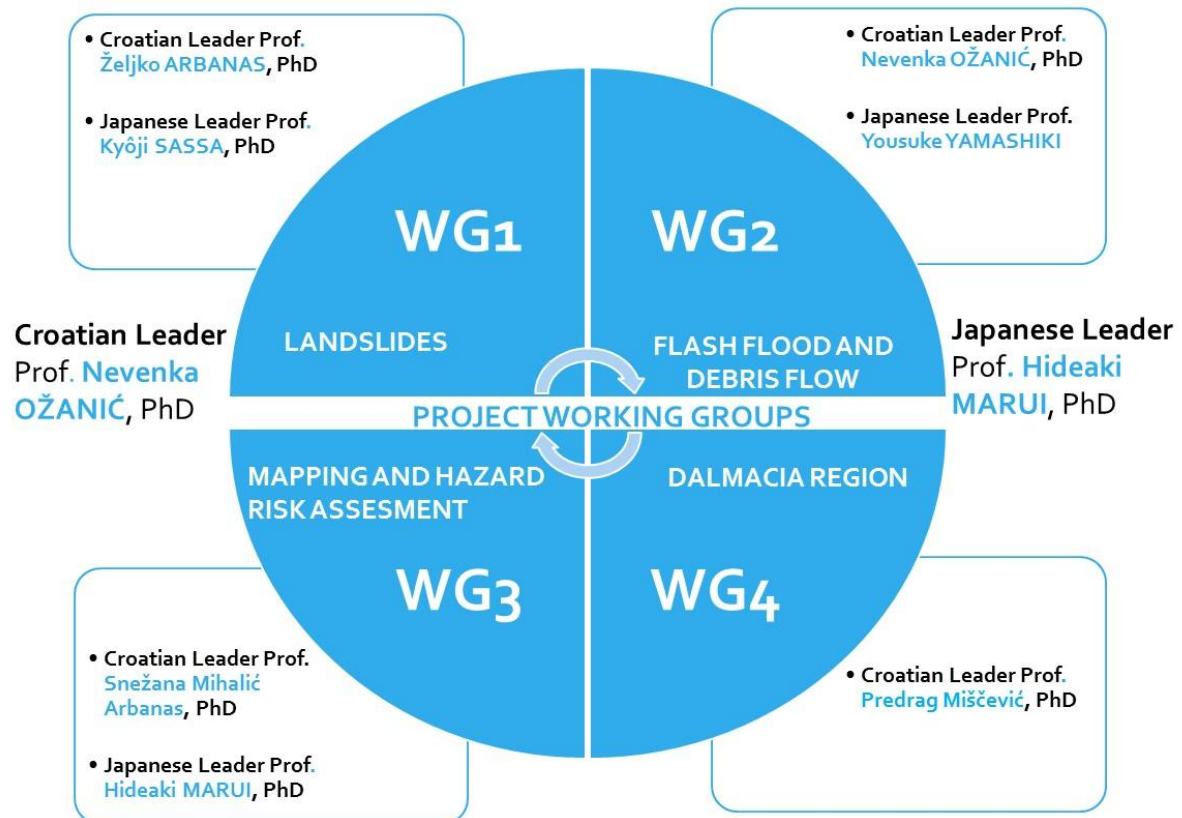 • Croatian Leader Prof.
Željko ARBANAS, PhD
• Japanese Leader Prof.
Kyôji SASSA, PhD
• Croatian Leader Prof.
Nevenka OŽANIĆ, PhD
• Japanese Leader Prof.
Yousuke YAMASHIKI
WG1
WG2
LANDSLIDES
FLASH FLOOD AND
DEBRIS FLOW
Croatian Leader
Prof. Nevenka
OŽANIĆ, PhD
Japanese Leader
Prof. Hideaki
MARUI, PhD
PROJECT WORKING GROUPS
MAPPING AND HAZARD
RISK ASSESMENT
DALMACIA REGION
WG3
WG4
• Croatian Leader Prof.
Snežana Mihalić
Arbanas, PhD
• Japanese Leader Prof.
Hideaki MARUI, PhD
• Croatian Leader Prof.
Predrag Miščević, PhD